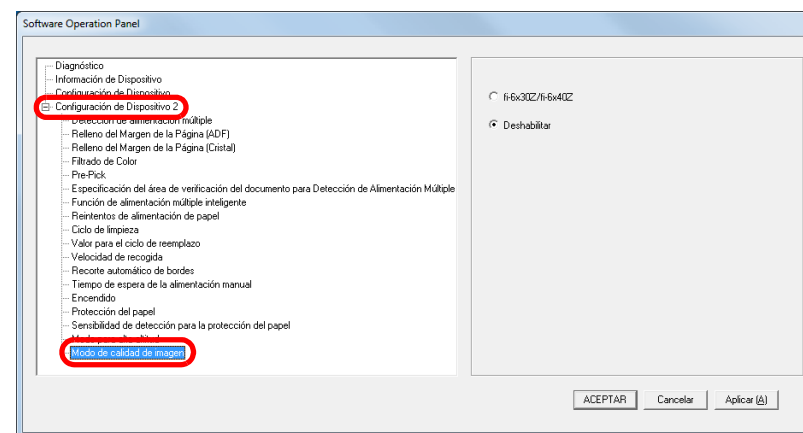 Software Operation Panel
Diagnóstico
Información de Dispositivo
Configuración de Dispositivo
Configuración de Dispositivo 2
Detección de alimentación múltiple
Relleno del Margen de la Página (ADF)
Relleno del Margen de la Página (Cristal)
Filtrado de Color
Pre-Pick
Especificación del área de verificación del documento para Detección de Alimentación Múltiple
Función de alimentación múltiple inteligente
Reintentos de alimentación de papel
Ciclo de limpieza
Valor para el ciclo de reemplazo
Velocidad de recogida
Recorte automático de bordes
Tiempo de espera de la alimentación manual
Encendido
Protección del papel
Sensibilidad de detección para la protección del papel
Modo para alta altitud
Modo de calidad de imagen
fi-6x30Z/fi-6x40Z
Deshabilitar
ACEPTAR Cancelar Aplicar (A)